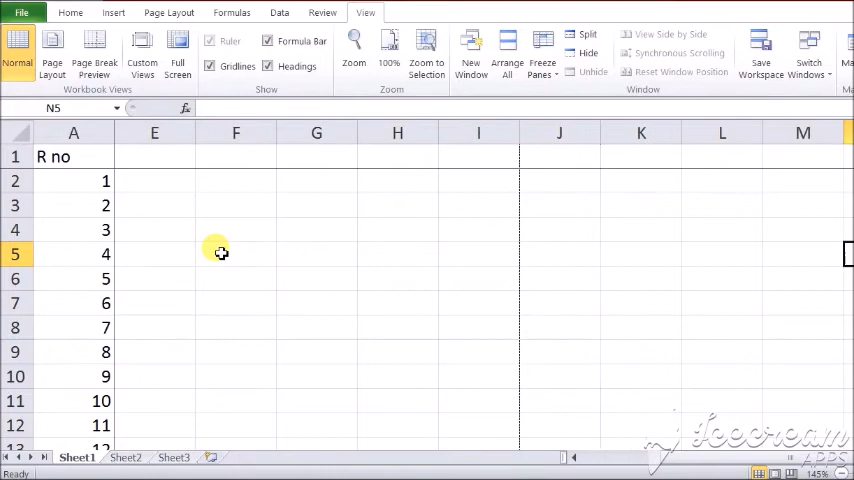 File Home Insert Page Layout Formulas Data Review View
Normal Page Layout Page Break Preview Custom Views Full Screen
Workbook Views
Ruler Formula Bar
Gridlines Headings
Show
Zoom 100% Zoom to Selection
Zoom
New Window Arrange All Freeze Panes
Split
Hide
Unhide
View Side by Side
Synchronous Scrolling
Reset Window Position
Window
Save Workspace Switch Windows
N5 fx
A E F G H I J K L M
1 R no
2 1
3 2
4 3
5 4
6 5
7 6
8 7
9 8
10 9
11 10
12 11
13 12
Sheet1 Sheet2 Sheet3
Ready 145%
Icecream
APPS